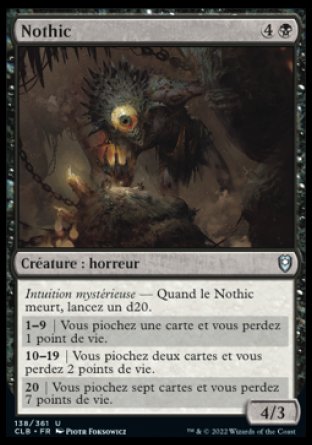 Nothic 4
Créature : horreur
Intuition mystérieuse — Quand le Nothic
meurt, lancez un d20.
1–9 | Vous piochez une carte et vous perdez
1 point de vie.
10–19 | Vous piochez deux cartes et vous
perdez 2 points de vie.
20 | Vous piochez sept cartes et vous perdez
7 points de vie.
4/3
138/361 U
CLB • FR Piotr Foksowicz
™ & © 2022 Wizards of the Coast